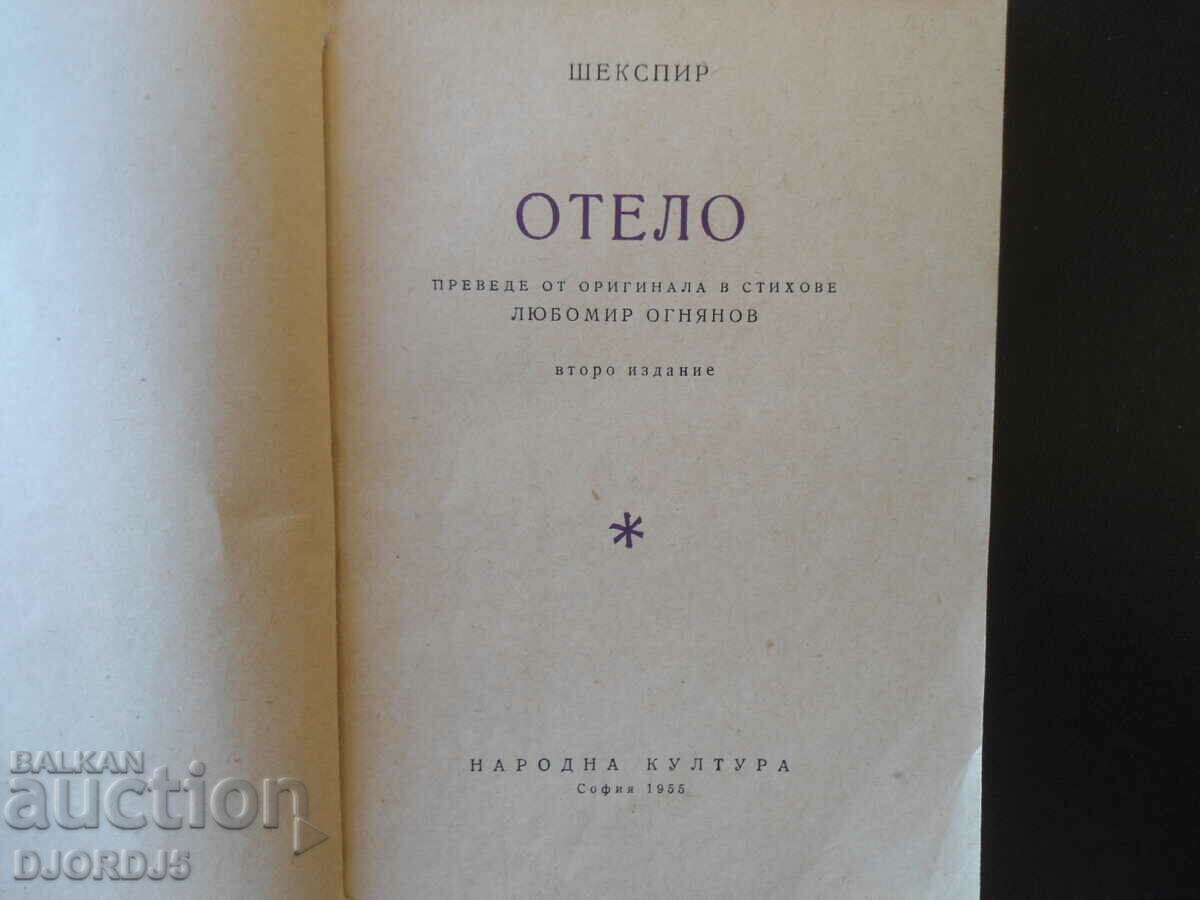 ШЕКСПИР
ОТЕЛО
ПРЕВЕДЕ ОТ ОРИГИНАЛА В СТИХОВЕ
ЛЮБОМИР ОГНЯНОВ
второ издание
*
НАРОДНА КУЛТУРА
София 1955
BALKAN
auction
DJORDJ5